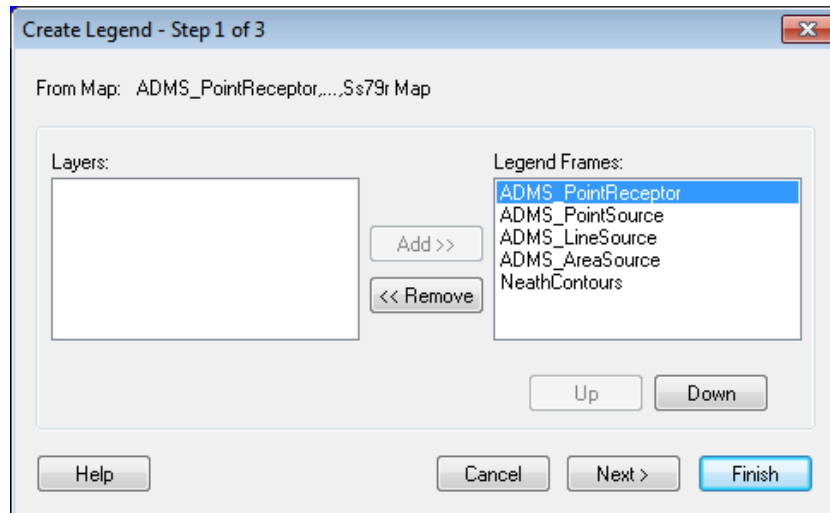 Create Legend - Step 1 of 3
From Map: ADMS_PointReceptor,...,Ss79r Map
Layers:
Legend Frames:
ADMS_PointReceptor
ADMS_PointSource
ADMS_LineSource
ADMS_AreaSource
NeathContours
Add >>
<< Remove
Up
Down
Help
Cancel
Next >
Finish